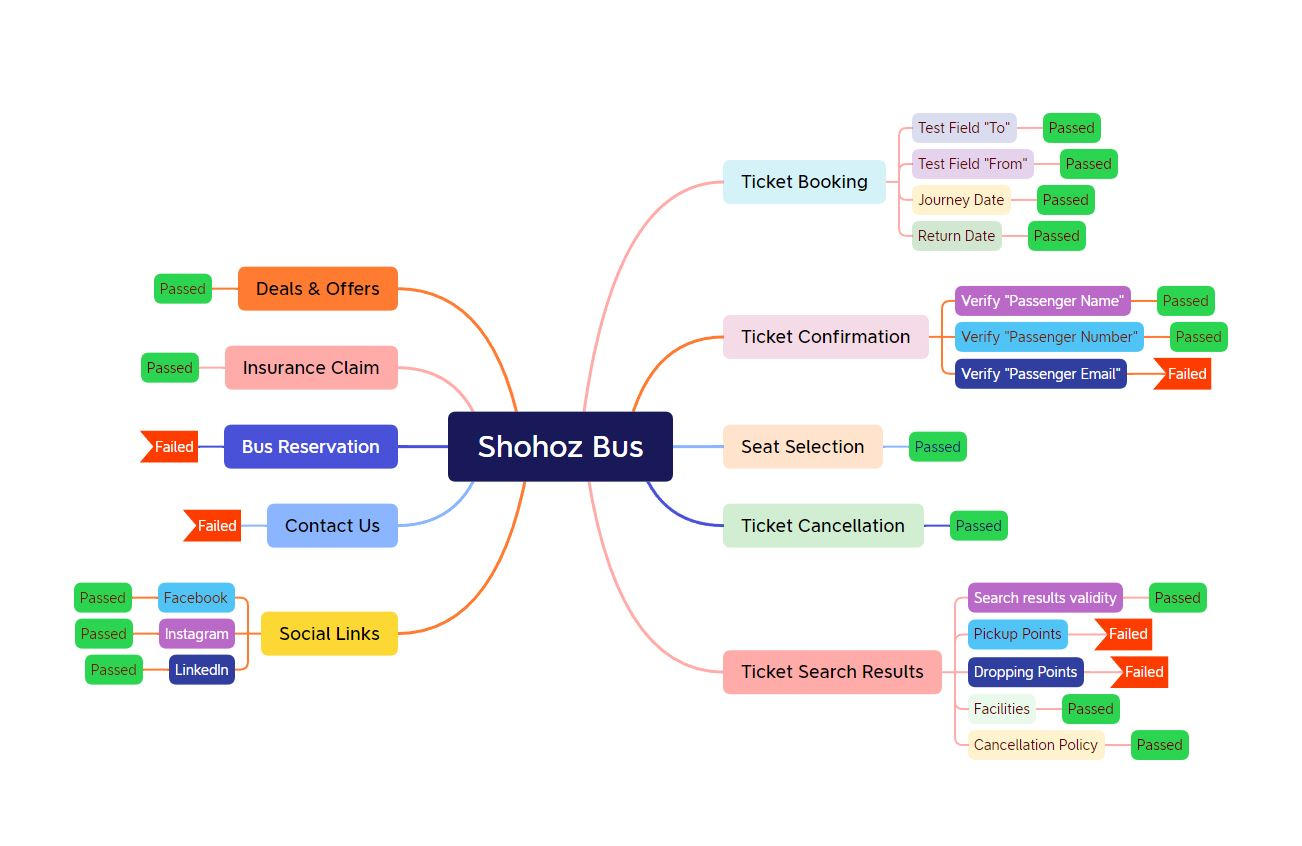 Shohoz Bus
Ticket Booking
Test Field "To"
Passed
Test Field "From"
Passed
Journey Date
Passed
Return Date
Passed
Ticket Confirmation
Verify "Passenger Name"
Passed
Verify "Passenger Number"
Passed
Verify "Passenger Email"
Failed
Seat Selection
Passed
Ticket Cancellation
Passed
Ticket Search Results
Search results validity
Passed
Pickup Points
Failed
Dropping Points
Failed
Facilities
Passed
Cancellation Policy
Passed
Deals & Offers
Passed
Insurance Claim
Passed
Bus Reservation
Failed
Contact Us
Failed
Social Links
Facebook
Passed
Instagram
Passed
LinkedIn
Passed